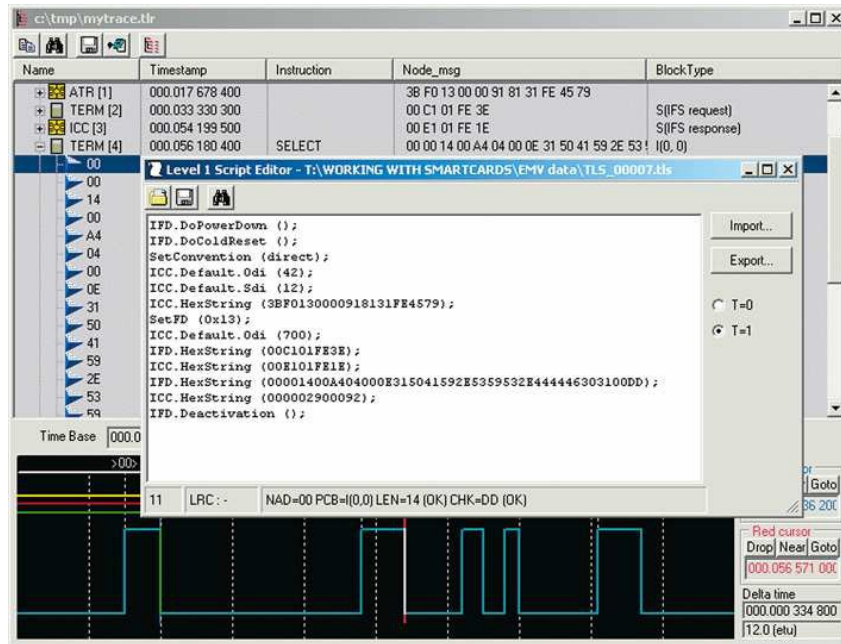 c:\tmp\mytrace.tlr
Name Timestamp Instruction Node_msg BlockType
ATR [1] 000.017 678 400 3B F0 13 00 00 91 81 31 FE 45 79
TERM [2] 000.033 330 300 00 C1 01 FE 3E S(IFS request)
ICC [3] 000.054 199 500 00 E1 01 FE 1E S(IFS response)
TERM [4] 000.056 180 400 SELECT 00 00 14 00 A4 04 00 0E 31 50 41 59 2E 53 I(0, 0)
00
00
14
00
A4
04
00
0E
31
50
41
59
2E
53
59
Level 1 Script Editor - T:\WORKING WITH SMARTCARDS\EMV data\TLS_00007.tls
IFD.DoPowerDown ();
IFD.DoColdReset ();
SetConvention (direct);
ICC.Default.Odi (42);
ICC.Default.Sdi (12);
ICC.HexString (3BF0130000918131FE4579);
SetFD (0x13);
ICC.Default.Odi (700);
IFD.HexString (00C101FE3E);
ICC.HexString (00E101FE1E);
IFD.HexString (00001400A404000E315041592E5359532E444446303100DD);
ICC.HexString (000002900092);
IFD.Deactivation ();
Import...
Export...
T=0
T=1
11 LRC : - NAD=00 PCB=I(0,0) LEN=14 (OK) CHK=DD (OK)
Time Base 000.0
>00>
Goto
36 200
Red cursor
Drop Near Goto
000.056 571 000
Delta time
000.000 334 800
12.0 (etu)